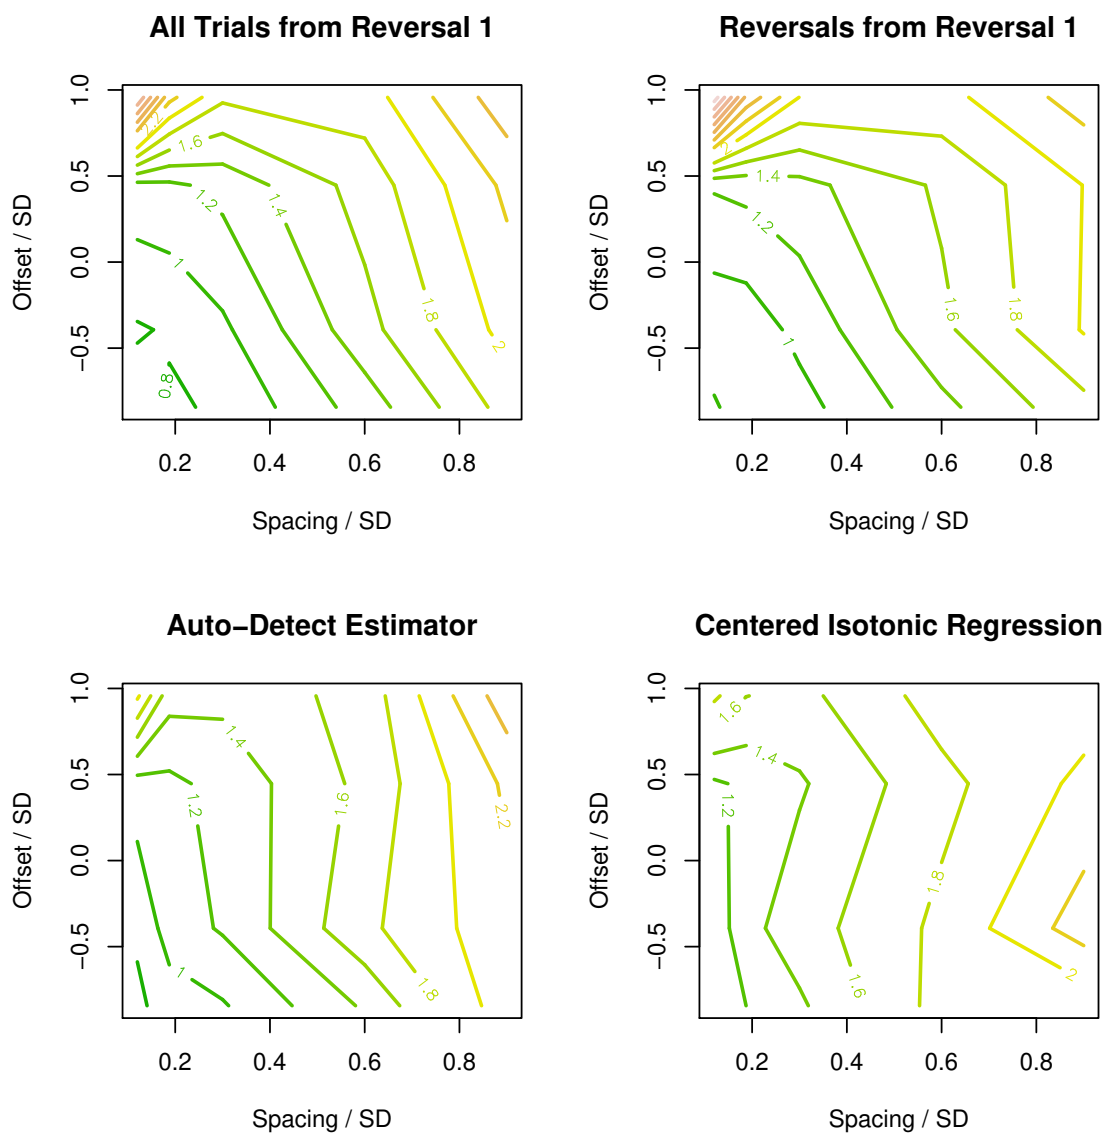 All Trials from Reversal 1
1.0
0.5
0.0
−0.5
Offset / SD
2.2
1.6
1.4
1.2
1
1.8
2
0.8
0.2 0.4 0.6 0.8
Spacing / SD
Reversals from Reversal 1
1.0
0.5
0.0
−0.5
Offset / SD
2
1.4
1.2
1.6
1.8
1
0.2 0.4 0.6 0.8
Spacing / SD
Auto−Detect Estimator
1.0
0.5
0.0
−0.5
Offset / SD
1.4
1.2
1.6
2.2
1
1.8
0.2 0.4 0.6 0.8
Spacing / SD
Centered Isotonic Regression
1.0
0.5
0.0
−0.5
Offset / SD
1.6
1.4
1.2
1.8
1.6
2
0.2 0.4 0.6 0.8
Spacing / SD